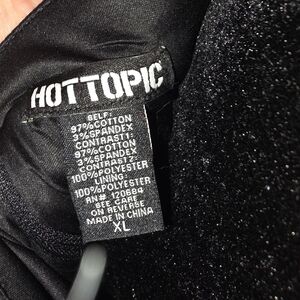 HOTTOPIC
SELF:
97%COTTON
3%SPANDEX
CONTRAST1:
97%COTTON
3%SPANDEX
CONTRAST2:
100%POLYESTER
LINING:
100%POLYESTER
RN# 120684
SEE CARE
ON REVERSE
MADE IN CHINA
XL